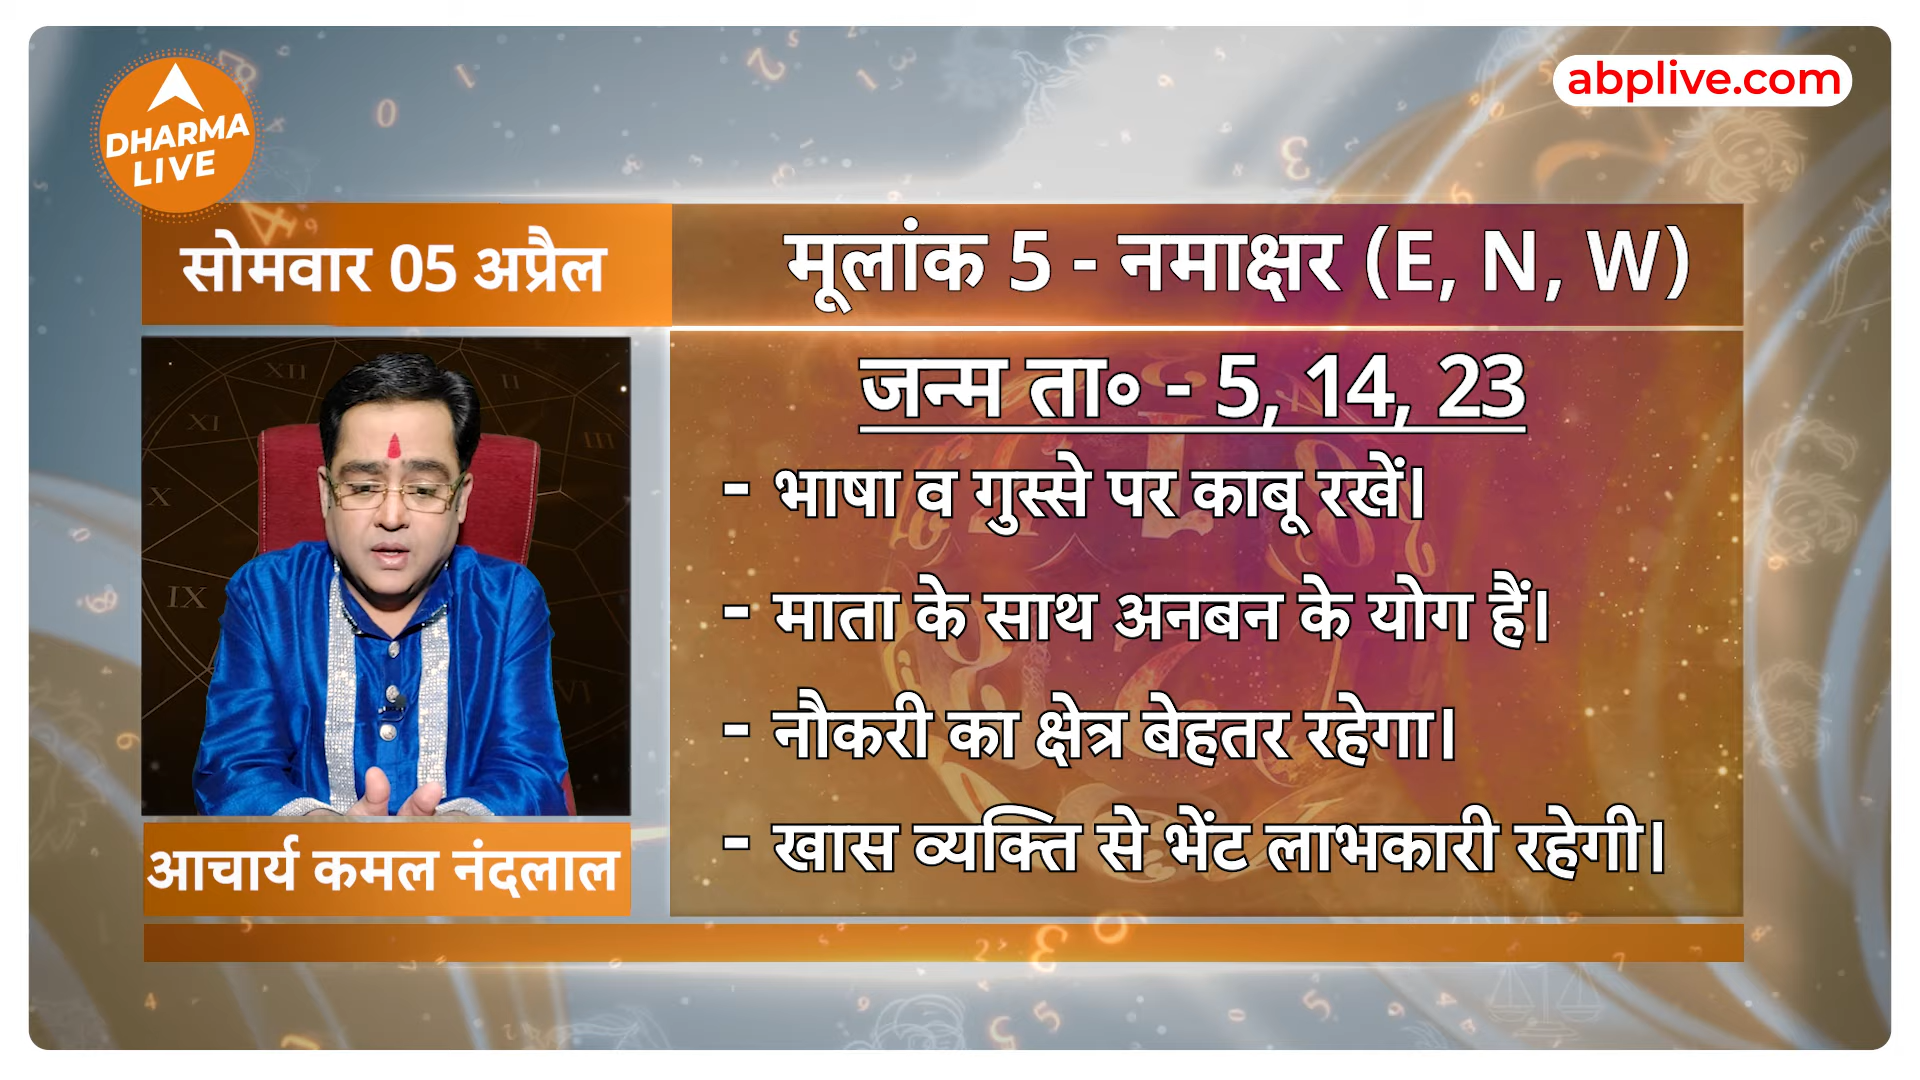 DHARMA
LIVE
abplive.com
सोमवार 05 अप्रैल
मूलांक 5 - नमाक्षर (E, N, W)
जन्म ता० - 5, 14, 23
- भाषा व गुस्से पर काबू रखें।
- माता के साथ अनबन के योग हैं।
- नौकरी का क्षेत्र बेहतर रहेगा।
- खास व्यक्ति से भेंट लाभकारी रहेगी।
आचार्य कमल नंदलाल